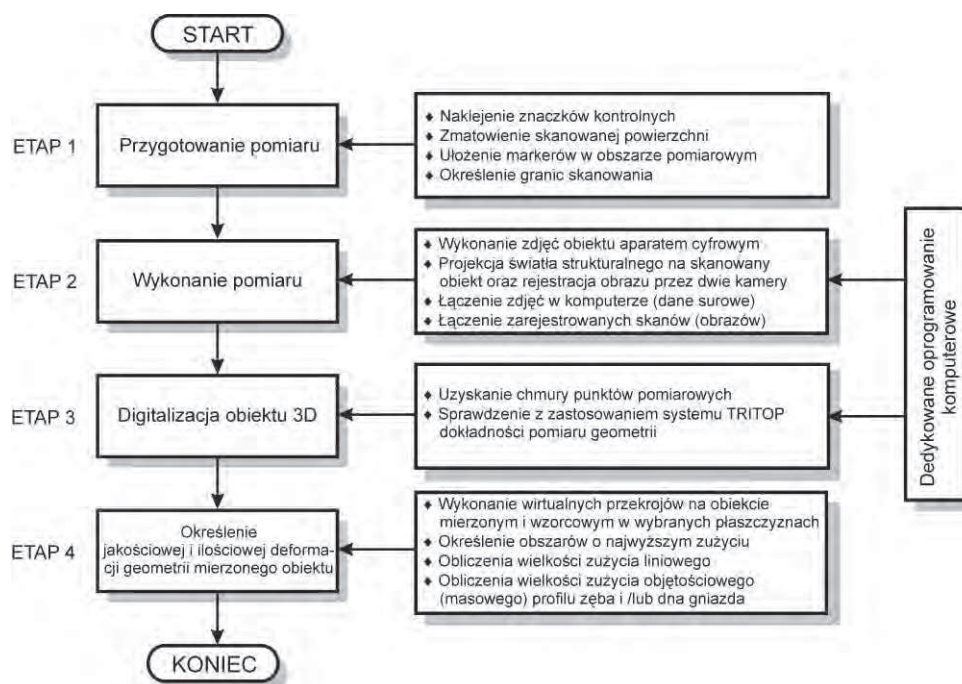 START
ETAP 1
Przygotowanie pomiaru
♦ Naklejenie znaczków kontrolnych
♦ Zmatowienie skanowanej powierzchni
♦ Ułożenie markerów w obszarze pomiarowym
♦ Określenie granic skanowania
ETAP 2
Wykonanie pomiaru
♦ Wykonanie zdjęć obiektu aparatem cyfrowym
♦ Projekcja światła strukturalnego na skanowany
obiekt oraz rejestracja obrazu przez dwie kamery
♦ Łączenie zdjęć w komputerze (dane surowe)
♦ Łączenie zarejestrowanych skanów (obrazów)
ETAP 3
Digitalizacja obiektu 3D
♦ Uzyskanie chmury punktów pomiarowych
♦ Sprawdzenie z zastosowaniem systemu TRITOP
dokładności pomiaru geometrii
Dedykowane oprogramowanie
komputerowe
ETAP 4
Określenie
jakościowej i ilościowej deforma-
cji geometrii mierzonego obiektu
♦ Wykonanie wirtualnych przekrojów na obiekcie
mierzonym i wzorcowym w wybranych płaszczyznach
♦ Określenie obszarów o najwyższym zużyciu
♦ Obliczenia wielkości zużycia liniowego
♦ Obliczenia wielkości zużycia objętościowego
(masowego) profilu zęba i /lub dna gniazda
KONIEC